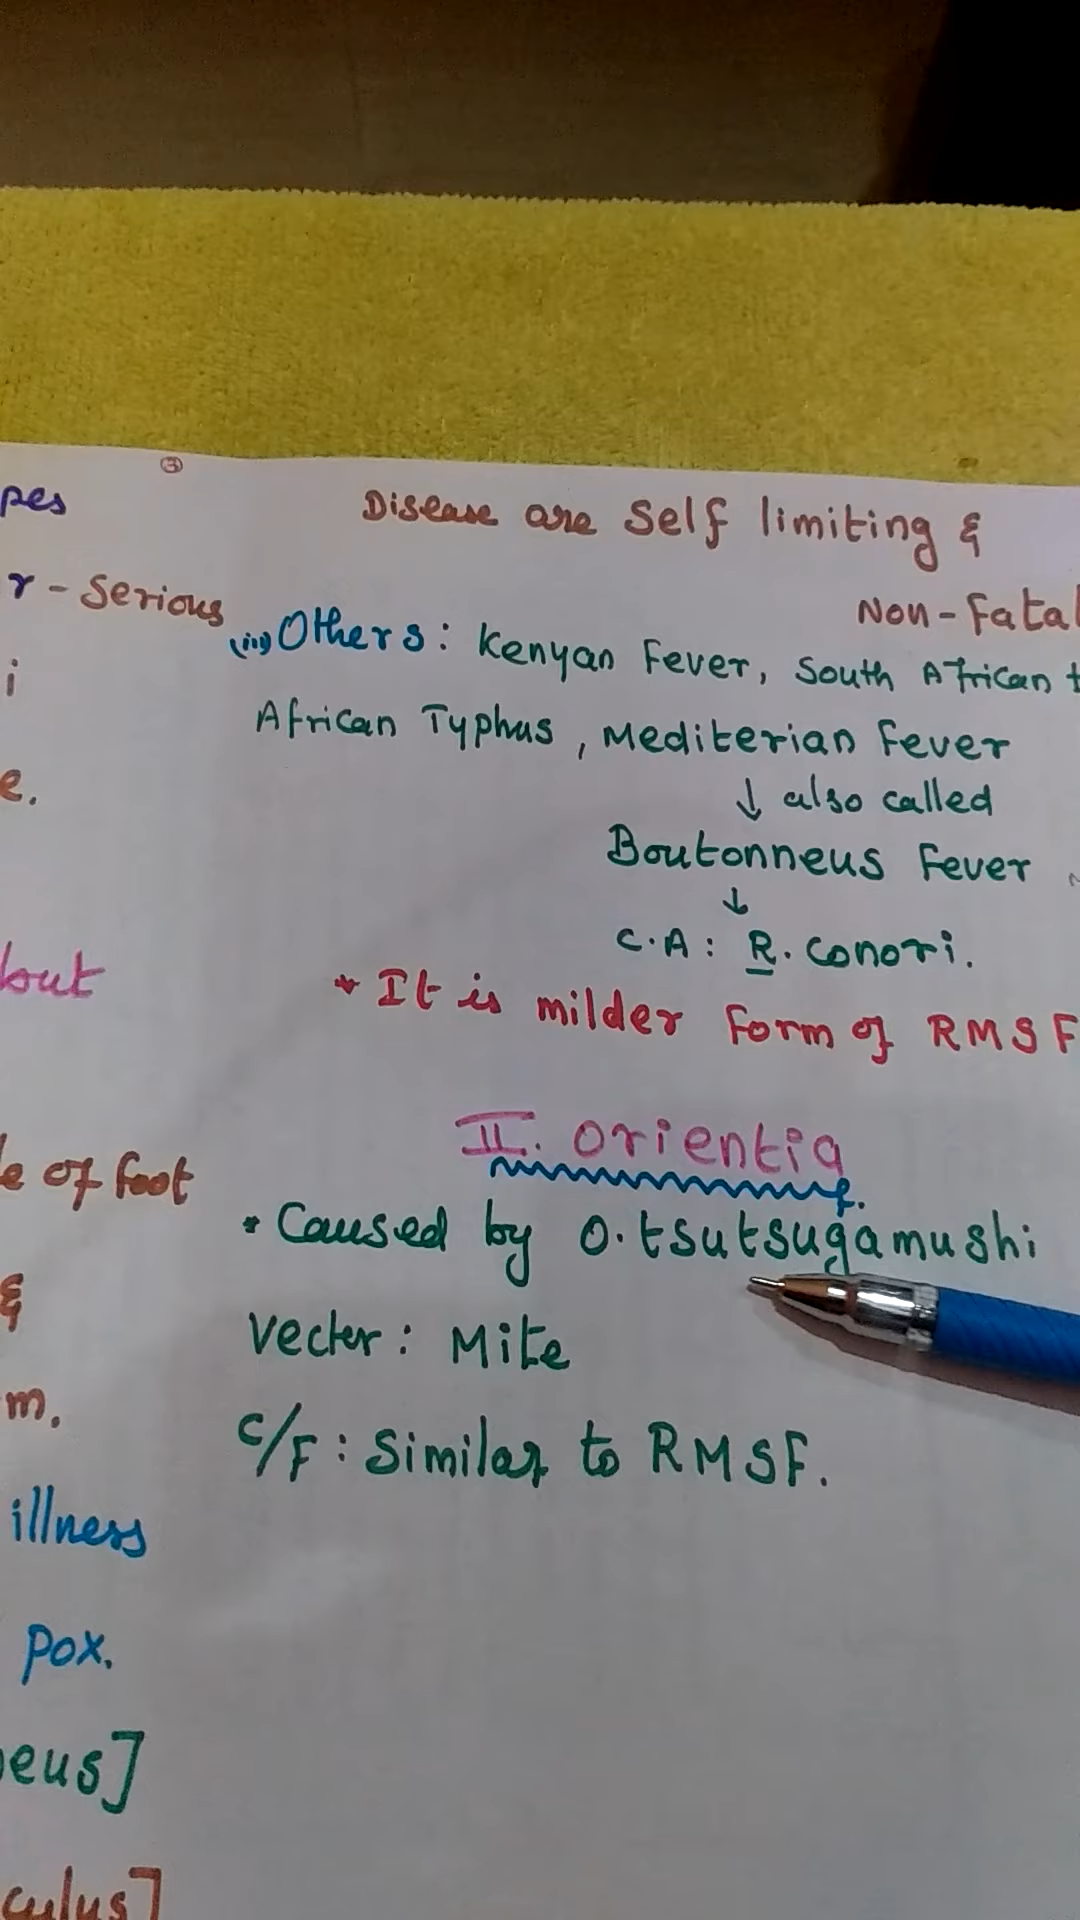 pes
r - Serious
i
e.
out
e of foot
&
m.
illness
pox.
eus]
culus]
3
Disease are Self limiting &
Non-Fatal
(iii) Others: Kenyan Fever, South African t
African Typhus, Mediterian Fever
↓ also called
Boutonneus Fever
↓
C.A: R. conori.
* It is milder form of RMSF
II. Orientia
* Caused by O. tsutsugamushi
Vector: Mite
C/F: Similar to RMSF.